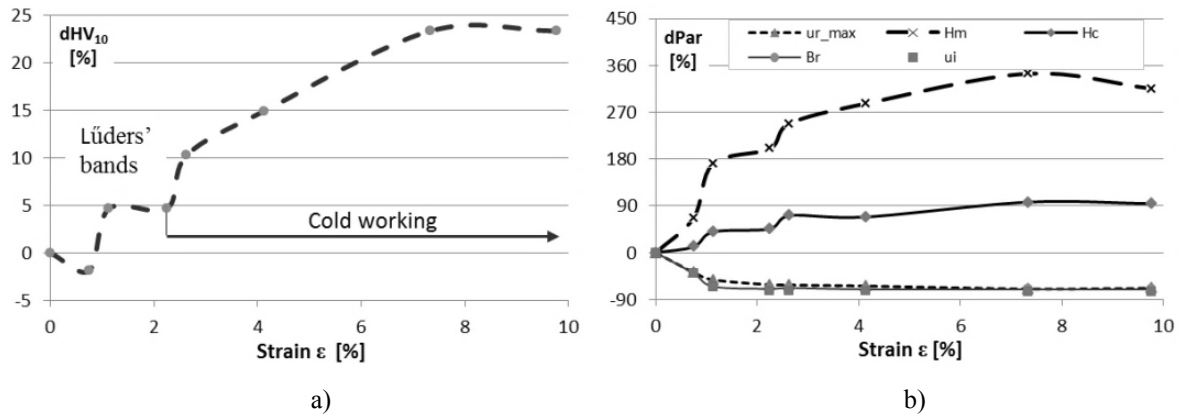 25
20
15
10
5
0
-5
dHV10
[%]
Lűders’
bands
Cold working
0 2 4 6 8 10
Strain ε [%]
a)
450
360
270
180
90
0
-90
dPar
[%]
ur_max Hm Hc
Br ui
0 2 4 6 8 10
Strain ε [%]
b)